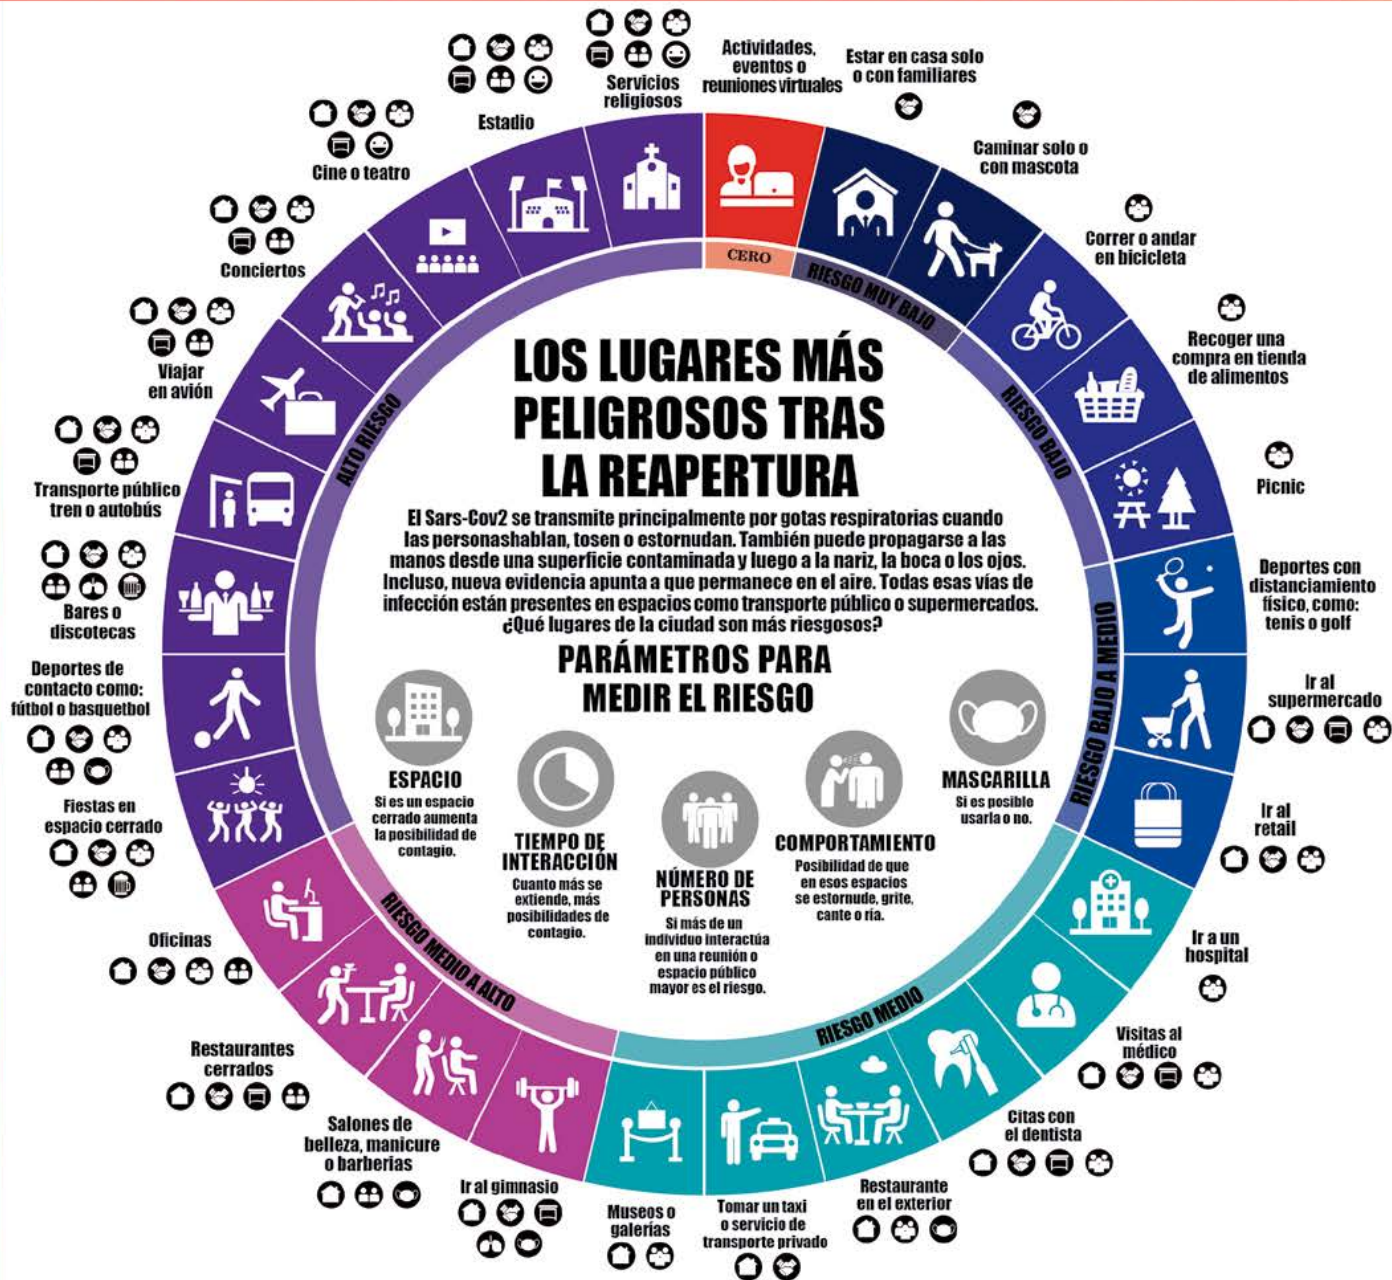 LOS LUGARES MÁS
PELIGROSOS TRAS
LA REAPERTURA
El Sars-Cov2 se transmite principalmente por gotas respiratorias cuando
las personashablan, tosen o estornudan. También puede propagarse a las
manos desde una superficie contaminada y luego a la nariz, la boca o los ojos.
Incluso, nueva evidencia apunta a que permanece en el aire. Todas esas vías de
infección están presentes en espacios como transporte público o supermercados.
¿Qué lugares de la ciudad son más riesgosos?
PARÁMETROS PARA
MEDIR EL RIESGO
ESPACIO
Si es un espacio
cerrado aumenta
la posibilidad de
contagio.
TIEMPO DE
INTERACCIÓN
Cuanto más se
extiende, más
posibilidades de
contagio.
NÚMERO DE
PERSONAS
Si más de un
individuo interactúa
en una reunión o
espacio público
mayor es el riesgo.
COMPORTAMIENTO
Posibilidad de que
en esos espacios
se estornude, grite,
cante o ría.
MASCARILLA
Si es posible
usarla o no.
CERO
Actividades,
eventos o
reuniones virtuales
RIESGO MUY BAJO
Estar en casa solo
o con familiares
Caminar solo o
con mascota
RIESGO BAJO
Correr o andar
en bicicleta
Recoger una
compra en tienda
de alimentos
Picnic
RIESGO BAJO A MEDIO
Deportes con
distanciamiento
físico, como:
tenis o golf
Ir al
supermercado
Ir al
retail
RIESGO MEDIO
Ir a un
hospital
Visitas al
médico
Citas con
el dentista
Restaurante
en el exterior
Tomar un taxi
o servicio de
transporte privado
Museos o
galerías
RIESGO MEDIO A ALTO
Ir al gimnasio
Salones de
belleza, manicure
o barberias
Restaurantes
cerrados
Oficinas
ALTO RIESGO
Fiestas en
espacio cerrado
Deportes de
contacto como:
fútbol o basquetbol
Bares o
discotecas
Transporte público
tren o autobús
Viajar
en avión
Conciertos
Cine o teatro
Estadio
Servicios
religiosos